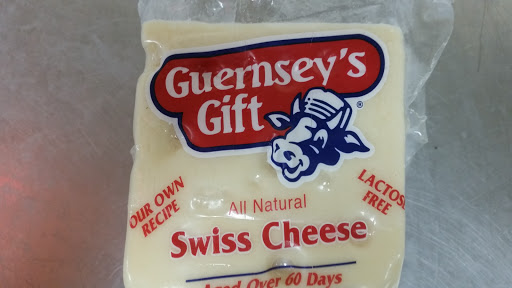 Guernsey's
Gift
®
OUR OWN
RECIPE
All Natural
LACTOSE
FREE
Swiss Cheese
Aged Over 60 Days